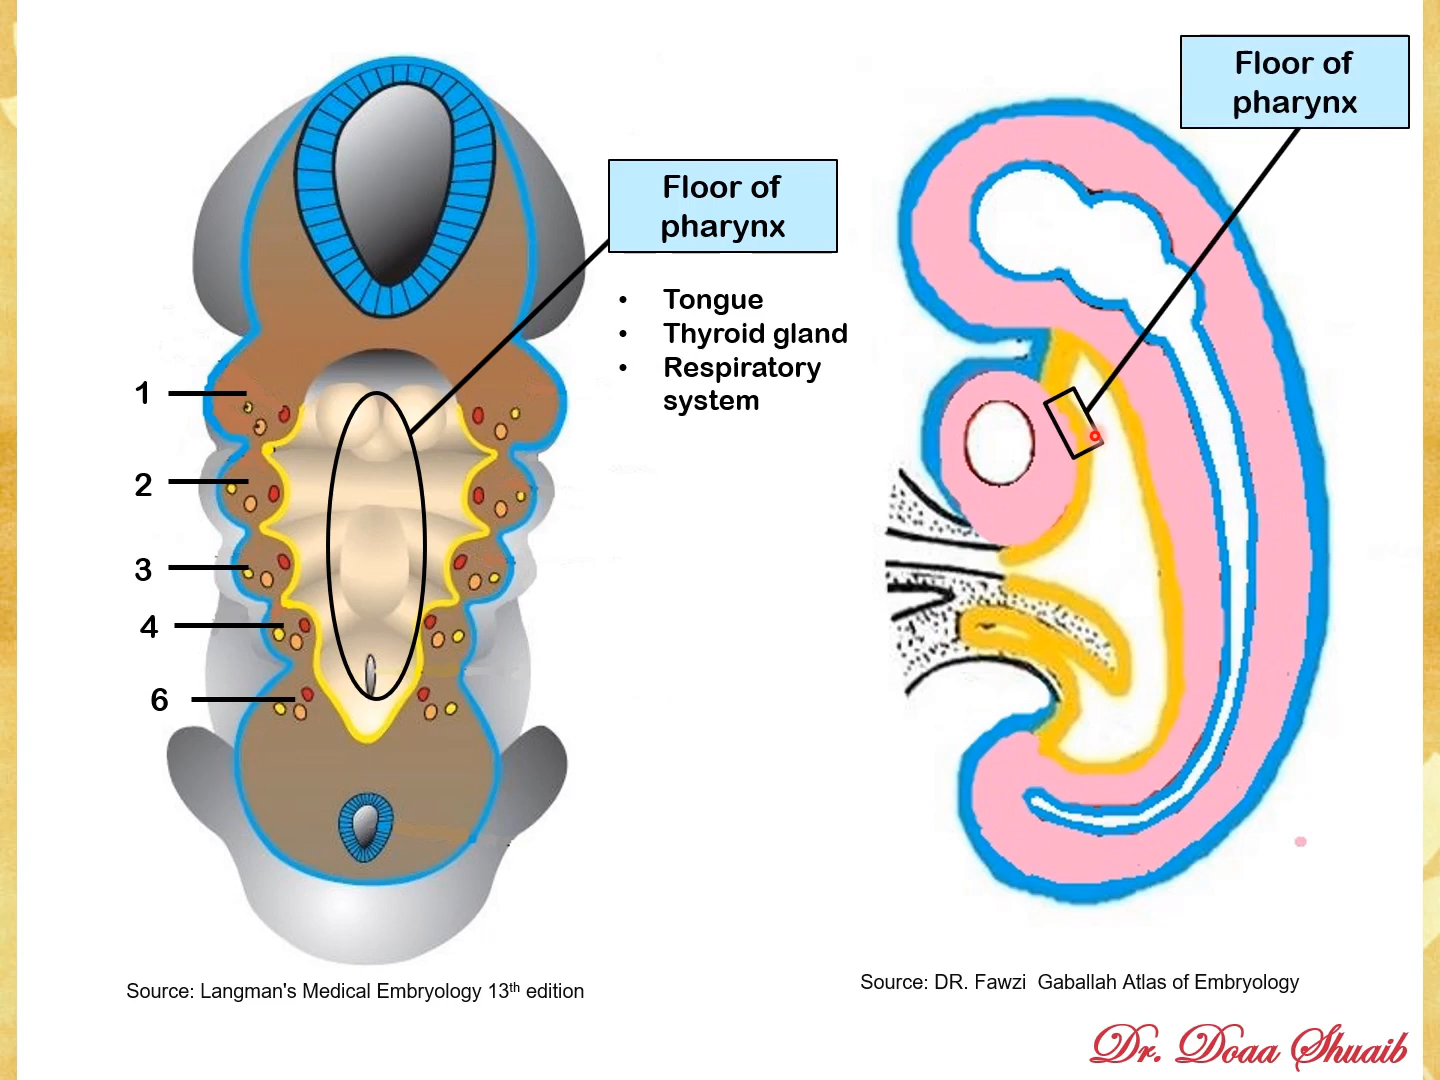 Floor of
pharynx
Floor of
pharynx
• Tongue
• Thyroid gland
• Respiratory
system
1
2
3
4
6
Source: Langman's Medical Embryology 13th edition
Source: DR. Fawzi Gaballah Atlas of Embryology
Dr. Doaa Shuaib